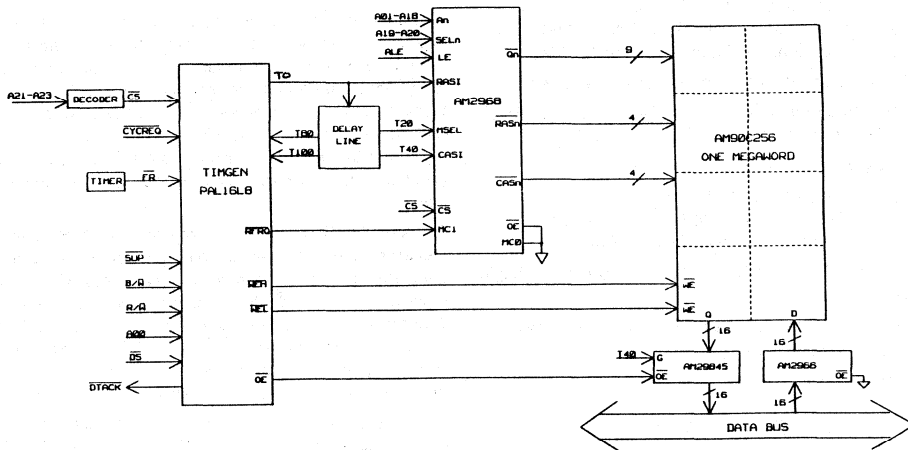 A01-A18
An
A19-A20
SELn
ALE
LE
Qn
9
T0
RASI
A21-A23
DECODER
CS
AM2968
CYCREQ
T80
T100
DELAY
LINE
T20
MSEL
T40
CASI
RASn
4
AM90C256
ONE MEGAWORD
TIMGEN
PAL16L8
TIMER
FR
CASn
4
CS
CS
RFRQ
MC1
OE
MC0
SUP
B/W
WEH
WE
R/W
WEL
WE
A00
Q
D
16
16
DS
T40
G
AM29845
AM2966
OE
DTACK
OE
OE
16
16
DATA BUS